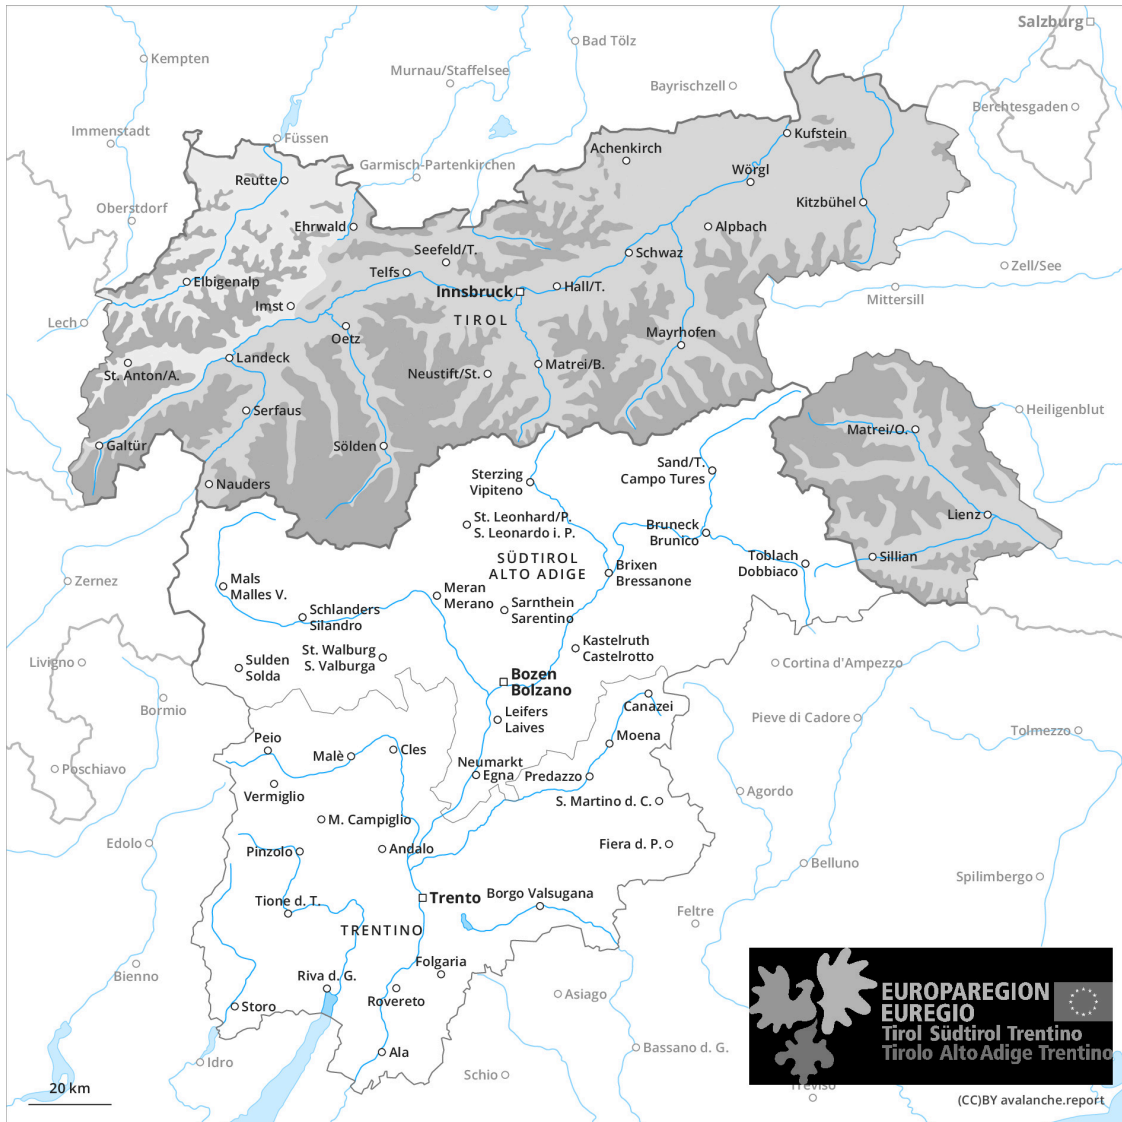 Salzburg
Bad Tölz
Kempten
Murnau/Staffelsee
Bayrischzell
Berchtesgaden
Immenstadt
Füssen
Kufstein
Achenkirch
Garmisch-Partenkirchen
Wörgl
Reutte
Oberstdorf
Kitzbühel
Ehrwald
Alpbach
Seefeld/T.
Schwaz
Telfs
Zell/See
Elbigenalp
Hall/T.
Innsbruck
Mittersill
Imst
TIROL
Lech
Oetz
Mayrhofen
Landeck
Matrei/B.
St. Anton/A.
Neustift/St.
Serfaus
Heiligenblut
Matrei/O.
Galtür
Sölden
Sand/T.
Campo Tures
Sterzing
Vipiteno
Nauders
Lienz
St. Leonhard/P.
S. Leonardo i. P.
Bruneck
Brunico
SÜDTIROL
ALTO ADIGE
Toblach
Dobbiaco
Sillian
Brixen
Bressanone
Zernez
Mals
Malles V.
Meran
Merano
Sarnthein
Sarentino
Schlanders
Silandro
Kastelruth
Castelrotto
St. Walburg
S. Valburga
Livigno
Sulden
Solda
Cortina d'Ampezzo
Bozen
Bolzano
Bormio
Canazei
Leifers
Laives
Pieve di Cadore
Tolmezzo
Peio
Moena
Malè
Cles
Neumarkt
Egna
Predazzo
Poschiavo
Vermiglio
Agordo
S. Martino d. C.
M. Campiglio
Edolo
Pinzolo
Andalo
Fiera d. P.
Belluno
Spilimbergo
Tione d. T.
Trento
Borgo Valsugana
Feltre
TRENTINO
Folgaria
Bienno
Riva d. G.
Rovereto
Asiago
Storo
EUROPAREGION
EUREGIO
Tirol Südtirol Trentino
Tirolo Alto Adige Trentino
Ala
Idro
Bassano d. G.
Schio
Treviso
20 km
(CC)BY avalanche.report